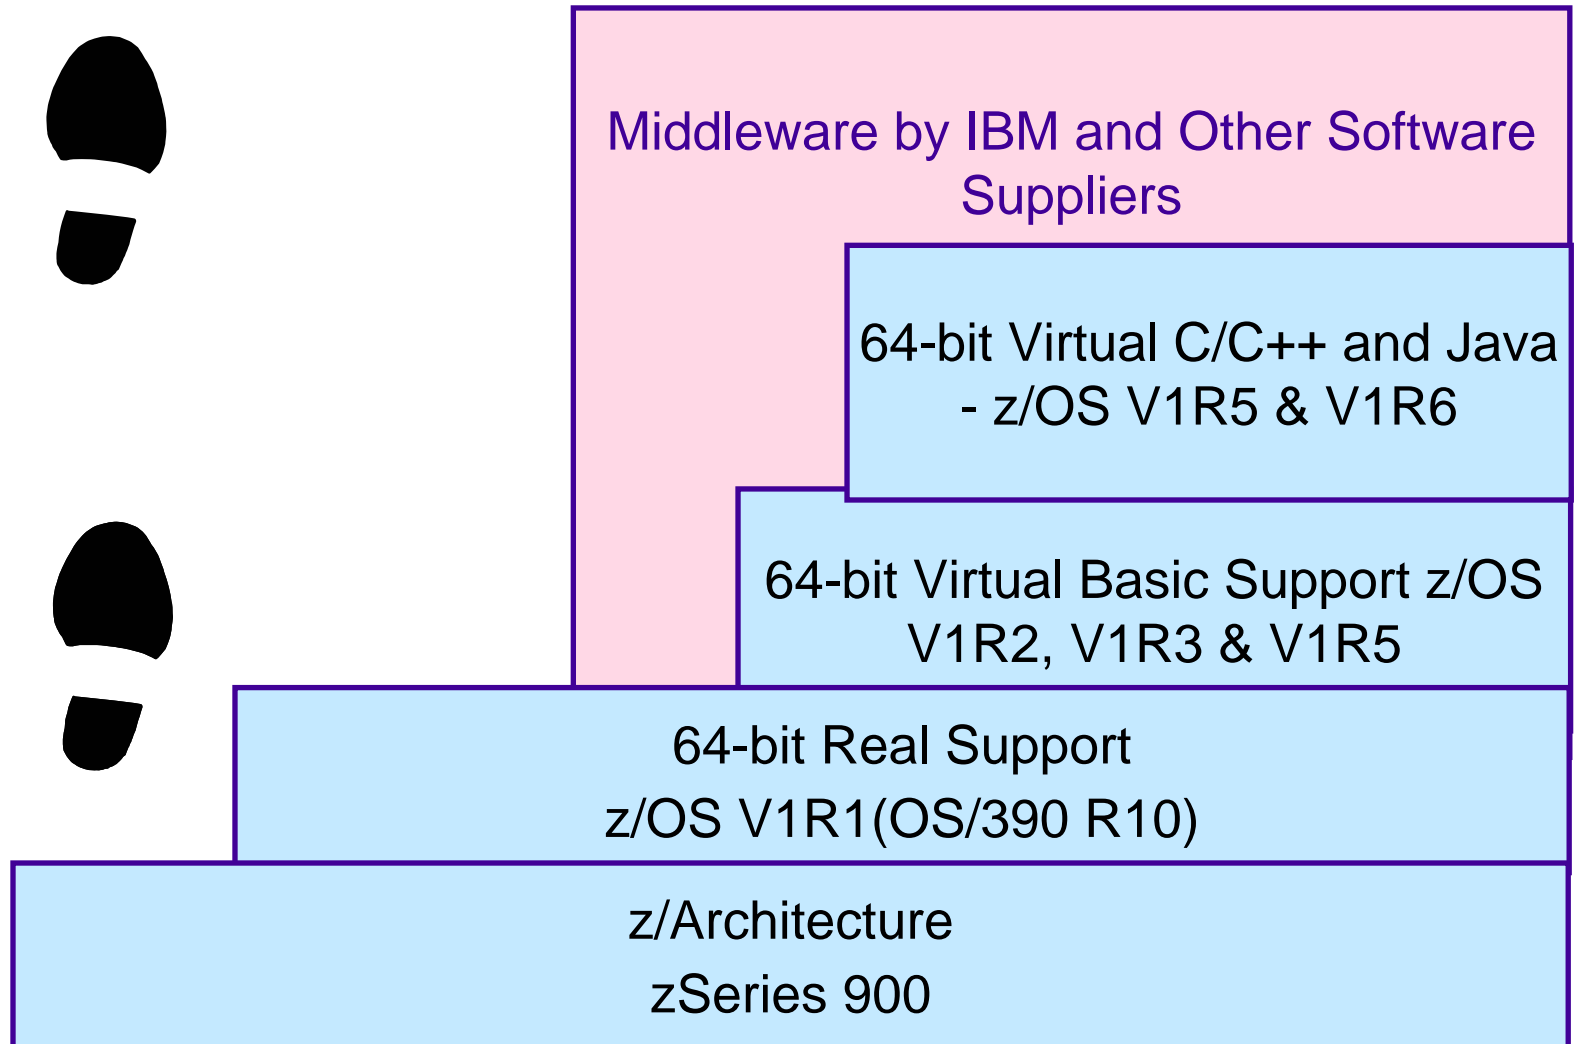 Middleware by IBM and Other Software
Suppliers
64-bit Virtual C/C++ and Java
- z/OS V1R5 & V1R6
64-bit Virtual Basic Support z/OS
V1R2, V1R3 & V1R5
64-bit Real Support
z/OS V1R1(OS/390 R10)
z/Architecture
zSeries 900